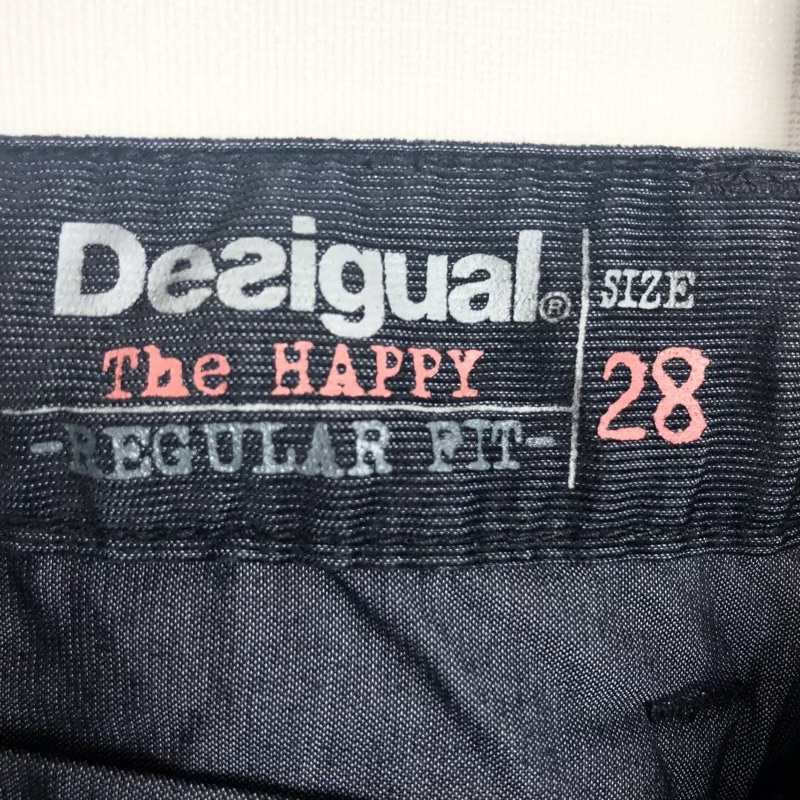 Desigual®
The HAPPY
-REGULAR FIT-
SIZE
28